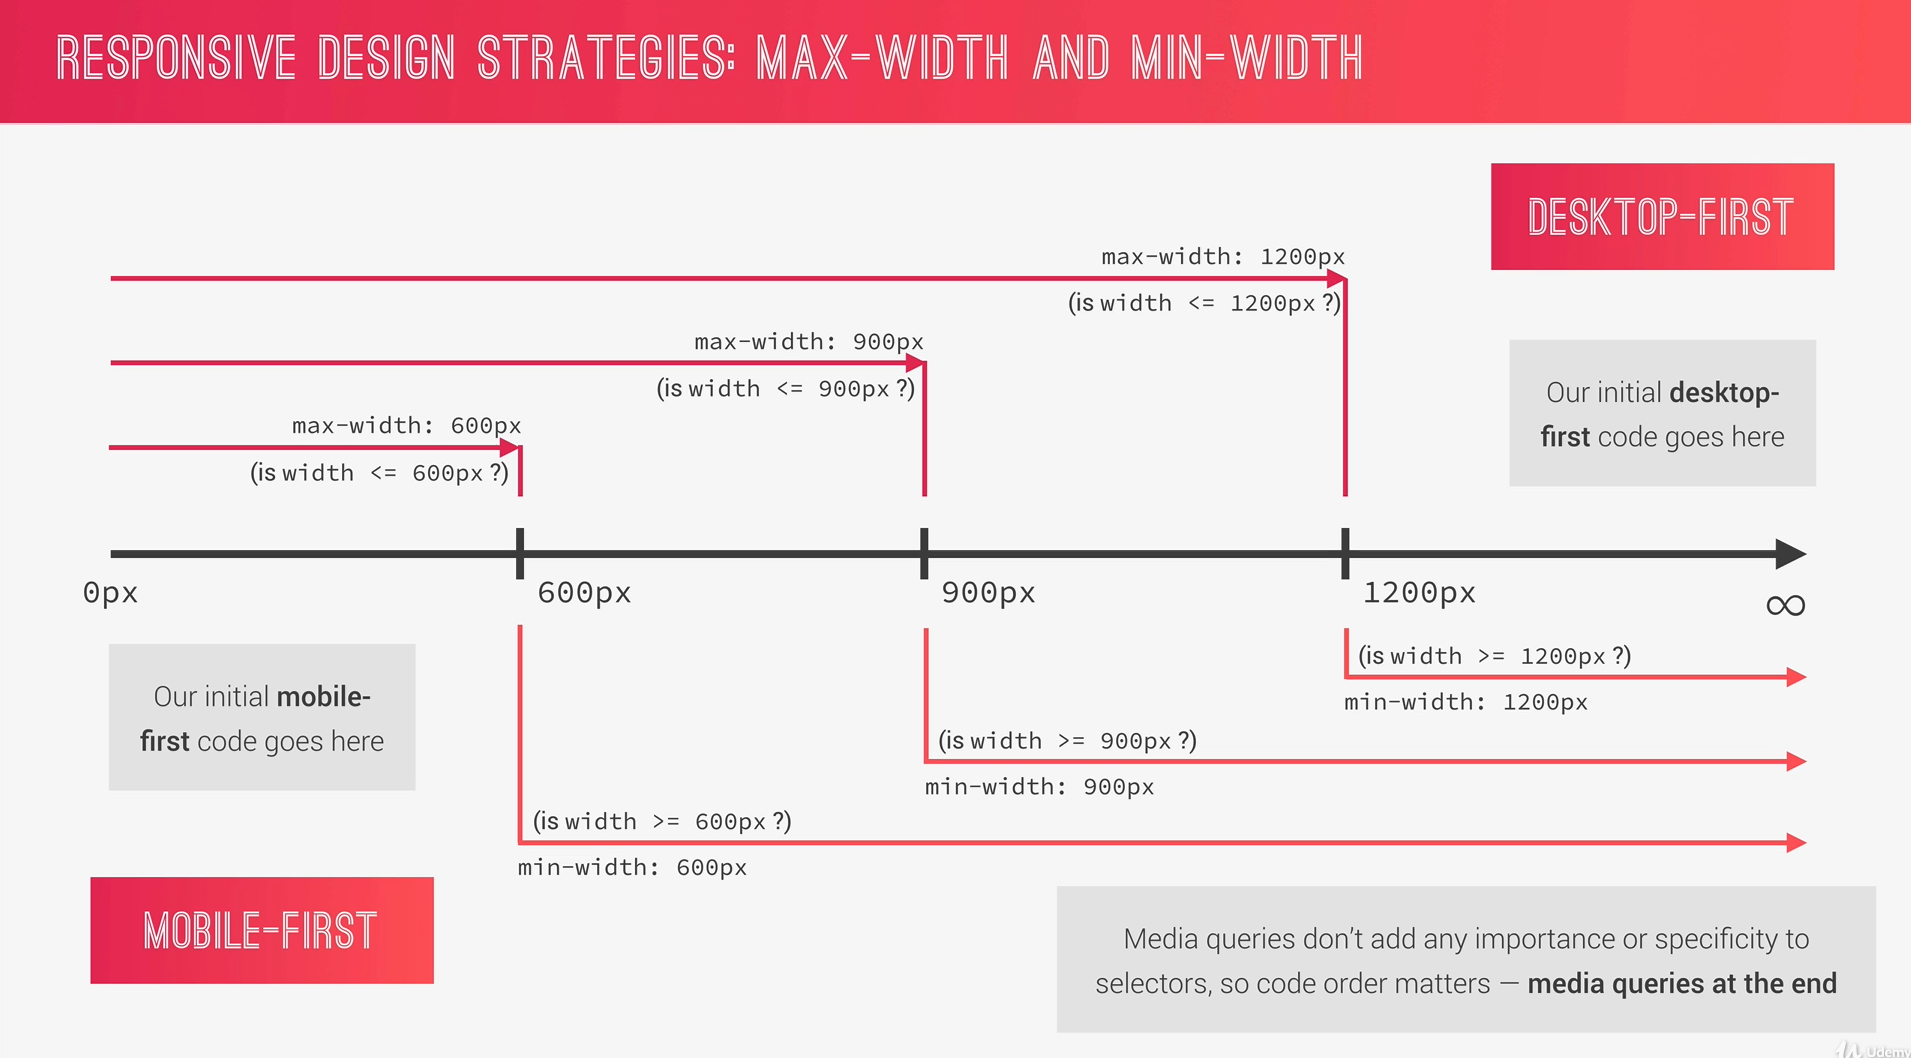 RESPONSIVE DESIGN STRATEGIES: MAX-WIDTH AND MIN-WIDTH
DESKTOP-FIRST
max-width: 1200px
(is width <= 1200px ?)
max-width: 900px
(is width <= 900px ?)
max-width: 600px
(is width <= 600px ?)
Our initial desktop-
first code goes here
0px
600px
900px
1200px
∞
Our initial mobile-
first code goes here
(is width >= 1200px ?)
min-width: 1200px
(is width >= 900px ?)
min-width: 900px
(is width >= 600px ?)
min-width: 600px
MOBILE-FIRST
Media queries don’t add any importance or specificity to
selectors, so code order matters — media queries at the end
Udemy